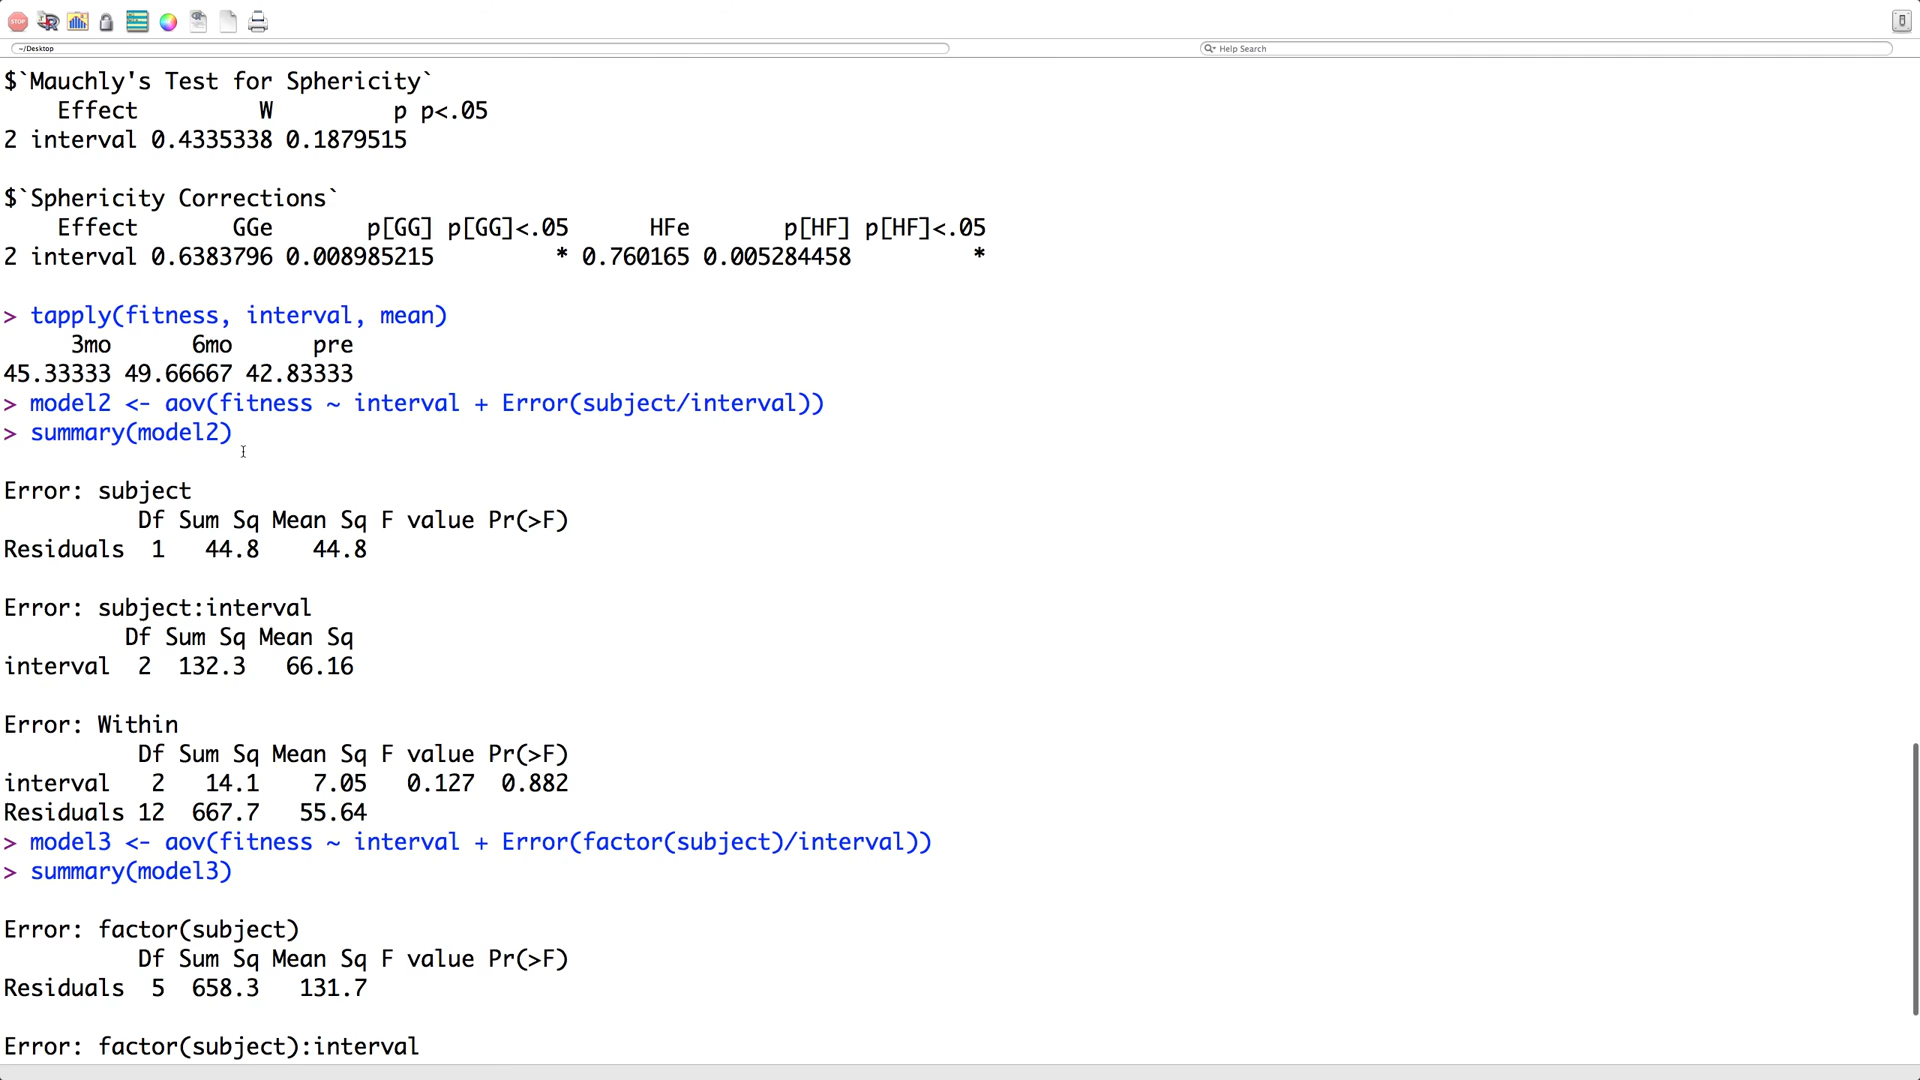 STOP
~/Desktop
Help Search
$`Mauchly's Test for Sphericity`
Effect W p p<.05
2 interval 0.4335338 0.1879515
$`Sphericity Corrections`
Effect GGe p[GG] p[GG]<.05 HFe p[HF] p[HF]<.05
2 interval 0.6383796 0.008985215 * 0.760165 0.005284458 *
> tapply(fitness, interval, mean)
3mo 6mo pre
45.33333 49.66667 42.83333
> model2 <- aov(fitness ~ interval + Error(subject/interval))
> summary(model2)
Error: subject
Df Sum Sq Mean Sq F value Pr(>F)
Residuals 1 44.8 44.8
Error: subject:interval
Df Sum Sq Mean Sq
interval 2 132.3 66.16
Error: Within
Df Sum Sq Mean Sq F value Pr(>F)
interval 2 14.1 7.05 0.127 0.882
Residuals 12 667.7 55.64
> model3 <- aov(fitness ~ interval + Error(factor(subject)/interval))
> summary(model3)
Error: factor(subject)
Df Sum Sq Mean Sq F value Pr(>F)
Residuals 5 658.3 131.7
Error: factor(subject):interval